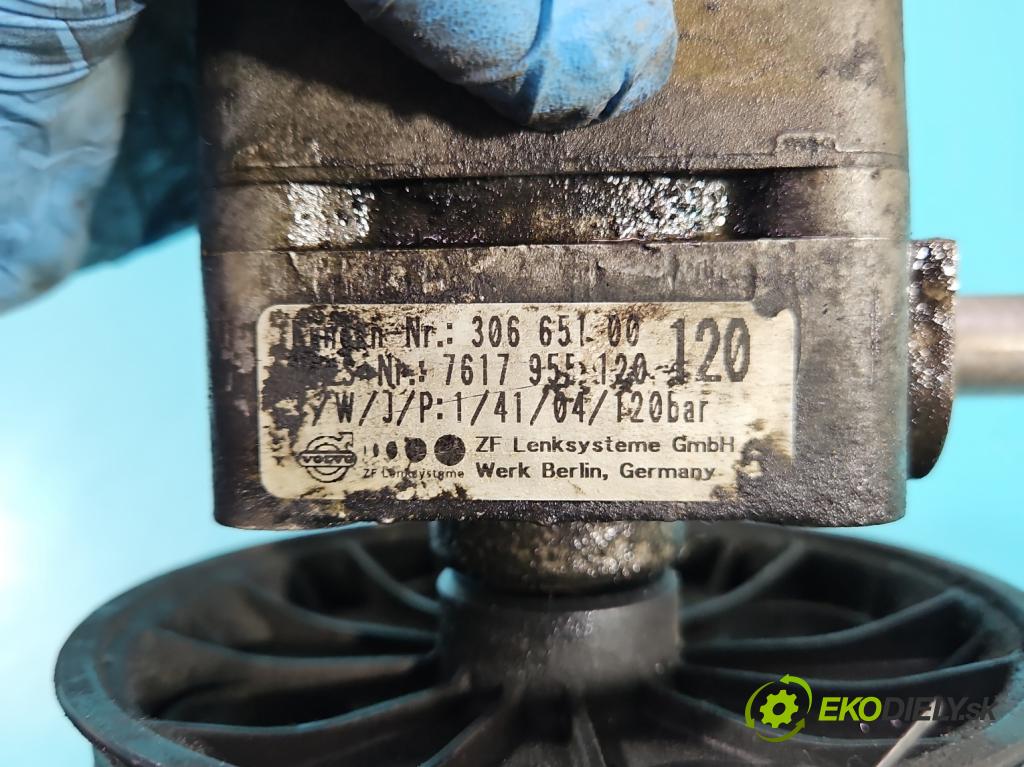 Nr.: 306 651 00 120
Nr.: 7617 955 120
/W/J/P:1/41/04/120bar
VOLVO ZF Lenksysteme ZF Lenksysteme GmbH
Werk Berlin, Germany
EKODIELY.sk